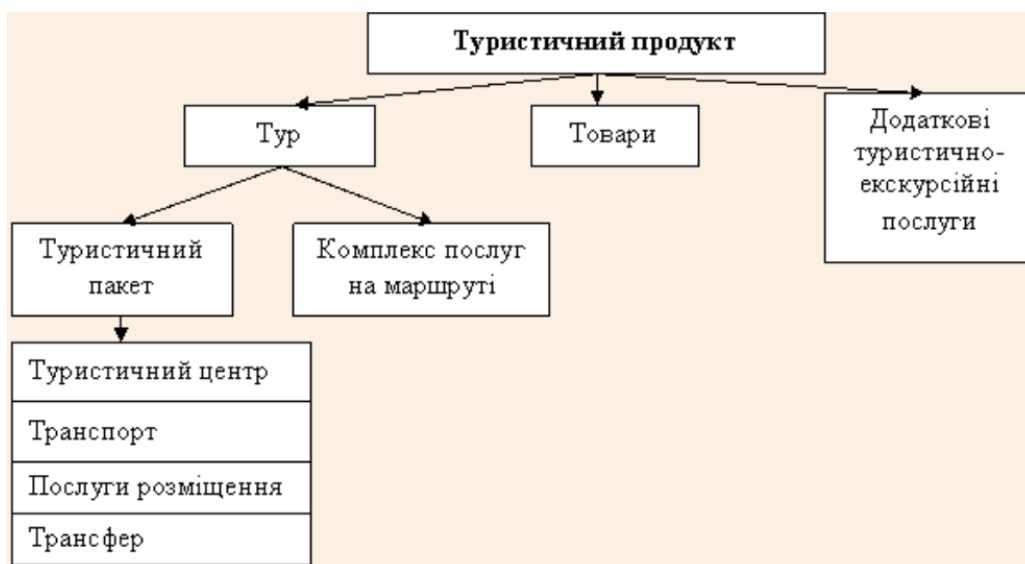 Туристичний продукт
Тур
Товари
Додаткові
туристично-
екскурсійні
послуги
Туристичний
пакет
Комплекс послуг
на маршруті
Туристичний центр
Транспорт
Послуги розміщення
Трансфер